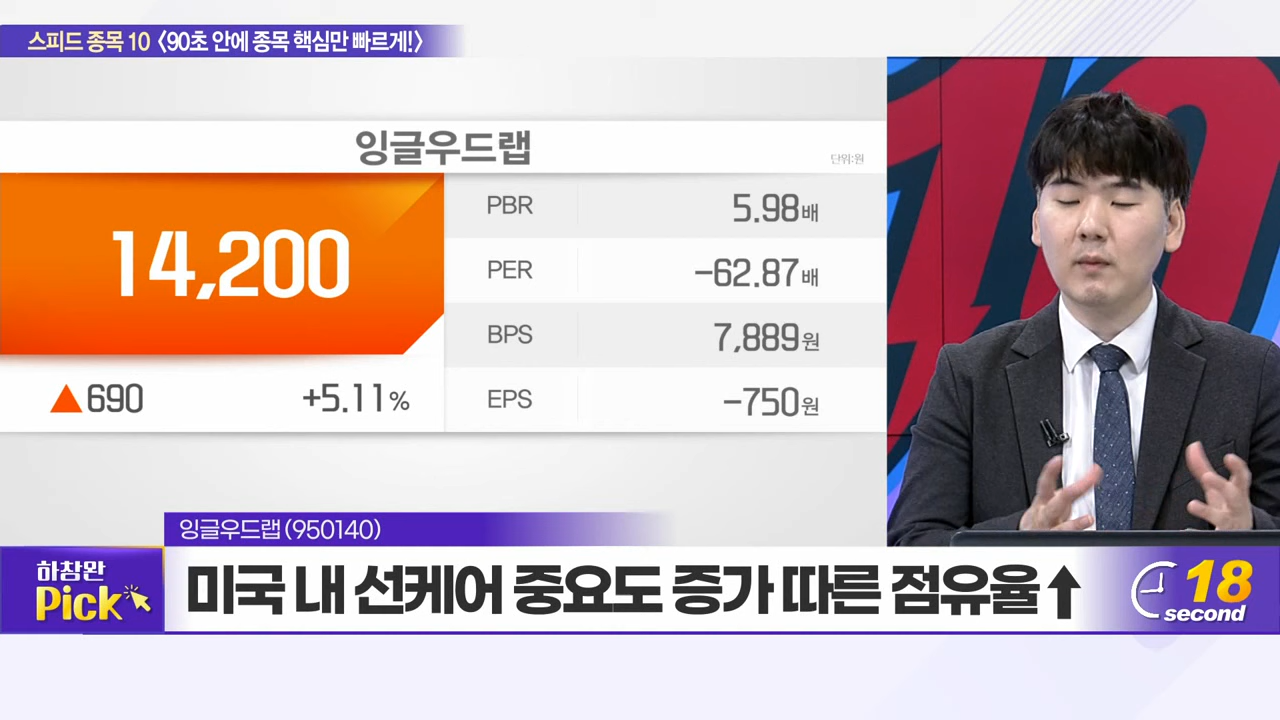 스피드 종목 10 〈90초 안에 종목 핵심만 빠르게!〉
잉글우드랩
단위:원
14,200
▲690 +5.11%
PBR 5.98배
PER -62.87배
BPS 7,889원
EPS -750원
잉글우드랩(950140)
하창완
Pick
미국 내 선케어 중요도 증가 따른 점유율↑
18
second